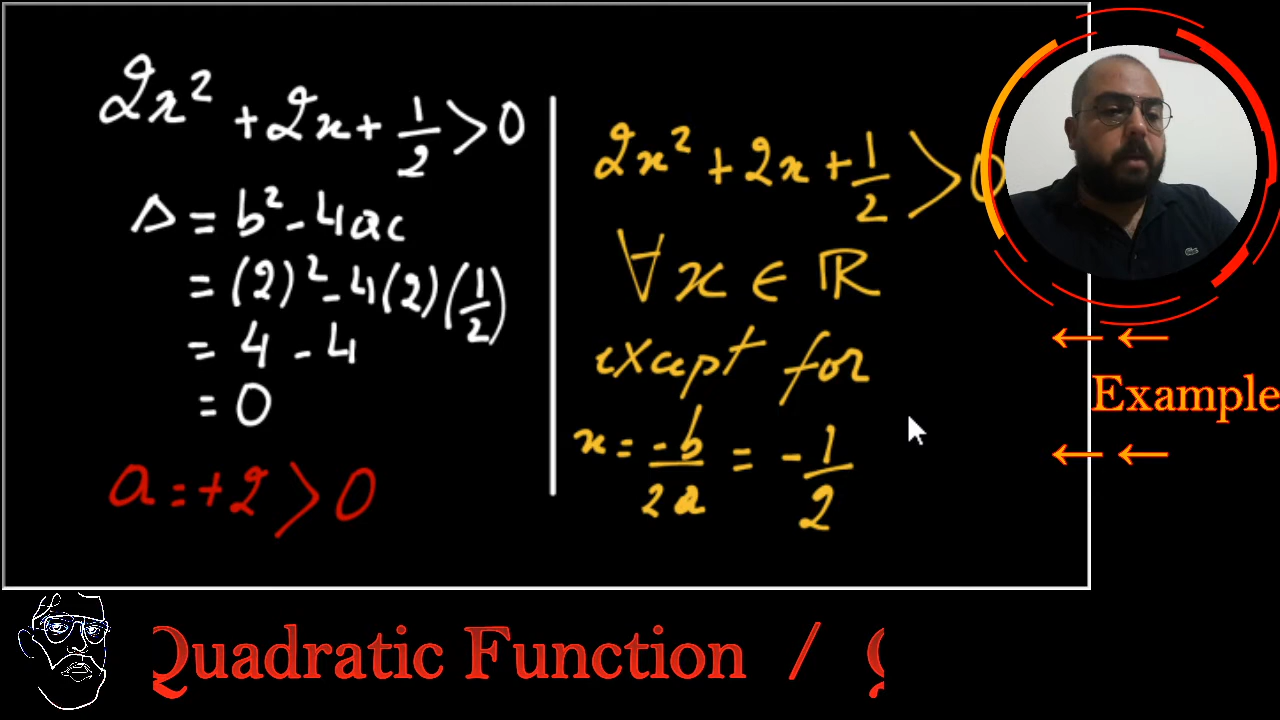 2x² + 2x + 1/2 > 0
Δ = b² - 4ac
= (2)² - 4(2)(1/2)
= 4 - 4
= 0
a = +2 > 0
2x² + 2x + 1/2 > 0
∀ x ∈ ℝ
except for
x = -b/2a = -1/2
Example
Quadratic Function /